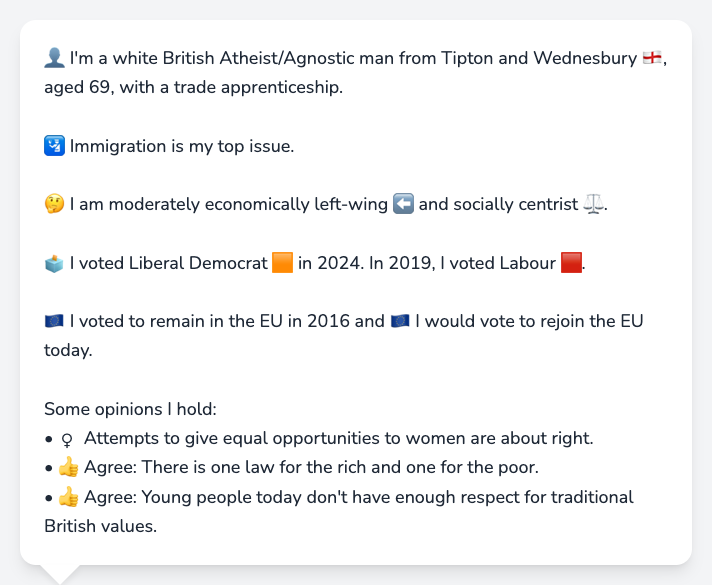 👤 I'm a white British Atheist/Agnostic man from Tipton and Wednesbury 🏴󠁧󠁢󠁥󠁮󠁧󠁿,
aged 69, with a trade apprenticeship.
🛂 Immigration is my top issue.
🤔 I am moderately economically left-wing ⬅️ and socially centrist ⚖️.
🗳️ I voted Liberal Democrat 🟧 in 2024. In 2019, I voted Labour 🟥.
🇪🇺 I voted to remain in the EU in 2016 and 🇪🇺 I would vote to rejoin the EU
today.
Some opinions I hold:
• ♀️ Attempts to give equal opportunities to women are about right.
• 👍 Agree: There is one law for the rich and one for the poor.
• 👍 Agree: Young people today don't have enough respect for traditional
British values.